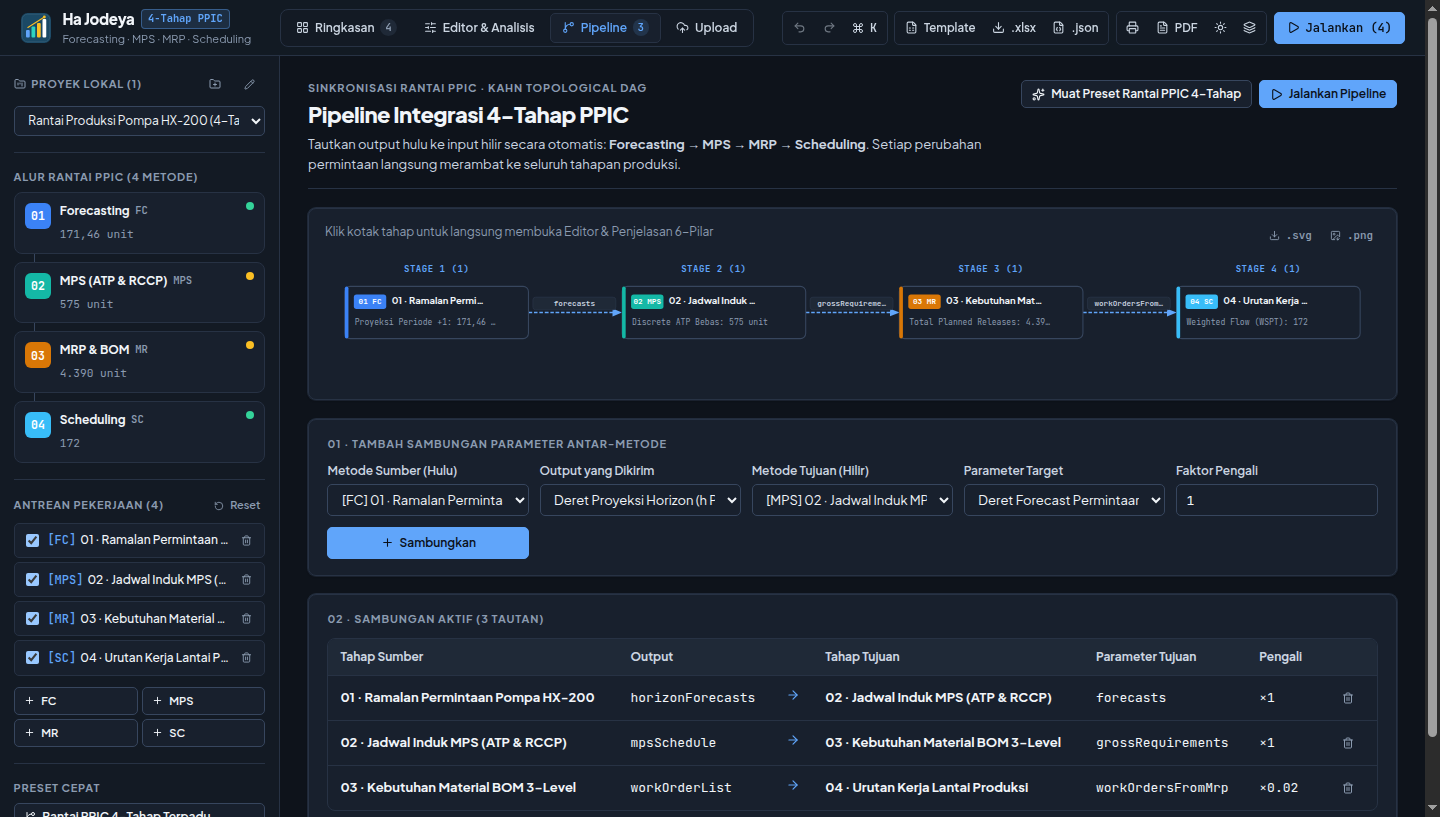 Ha Jodeya
4-Tahap PPIC
Forecasting · MPS · MRP · Scheduling
Ringkasan 4
Editor & Analisis
Pipeline 3
Upload
⌘ K
Template
.xlsx
.json
PDF
Jalankan (4)
PROYEK LOKAL (1)
Rantai Produksi Pompa HX-200 (4-Ta
ALUR RANTAI PPIC (4 METODE)
01 Forecasting FC
171,46 unit
02 MPS (ATP & RCCP) MPS
575 unit
03 MRP & BOM MR
4.390 unit
04 Scheduling SC
172
ANTREAN PEKERJAAN (4)
Reset
[FC] 01 · Ramalan Permintaan ...
[MPS] 02 · Jadwal Induk MPS (...
[MR] 03 · Kebutuhan Material ...
[SC] 04 · Urutan Kerja Lantai P...
+ FC
+ MPS
+ MR
+ SC
PRESET CEPAT
Rantai PPIC 4-Tahap Terpadu
SINKRONISASI RANTAI PPIC · KAHN TOPOLOGICAL DAG
Pipeline Integrasi 4-Tahap PPIC
Tautkan output hulu ke input hilir secara otomatis: Forecasting → MPS → MRP → Scheduling. Setiap perubahan
permintaan langsung merambat ke seluruh tahapan produksi.
Muat Preset Rantai PPIC 4-Tahap
Jalankan Pipeline
Klik kotak tahap untuk langsung membuka Editor & Penjelasan 6-Pilar
.svg
.png
STAGE 1 (1)
STAGE 2 (1)
STAGE 3 (1)
STAGE 4 (1)
01 FC 01 · Ramalan Permi...
Proyeksi Periode +1: 171,46 …
forecasts
02 MPS 02 · Jadwal Induk ...
Discrete ATP Bebas: 575 unit
grossRequireme…
03 MR 03 · Kebutuhan Mat...
Total Planned Releases: 4.39…
workOrdersFrom…
04 SC 04 · Urutan Kerja ...
Weighted Flow (WSPT): 172
01 · TAMBAH SAMBUNGAN PARAMETER ANTAR-METODE
Metode Sumber (Hulu)
Output yang Dikirim
Metode Tujuan (Hilir)
Parameter Target
Faktor Pengali
[FC] 01 · Ramalan Perminta
Deret Proyeksi Horizon (h F
[MPS] 02 · Jadwal Induk MP
Deret Forecast Permintaar
1
+ Sambungkan
02 · SAMBUNGAN AKTIF (3 TAUTAN)
Tahap Sumber
Output
Tahap Tujuan
Parameter Tujuan
Pengali
01 · Ramalan Permintaan Pompa HX-200
horizonForecasts
→
02 · Jadwal Induk MPS (ATP & RCCP)
forecasts
×1
02 · Jadwal Induk MPS (ATP & RCCP)
mpsSchedule
→
03 · Kebutuhan Material BOM 3-Level
grossRequirements
×1
03 · Kebutuhan Material BOM 3-Level
workOrderList
→
04 · Urutan Kerja Lantai Produksi
workOrdersFromMrp
×0.02